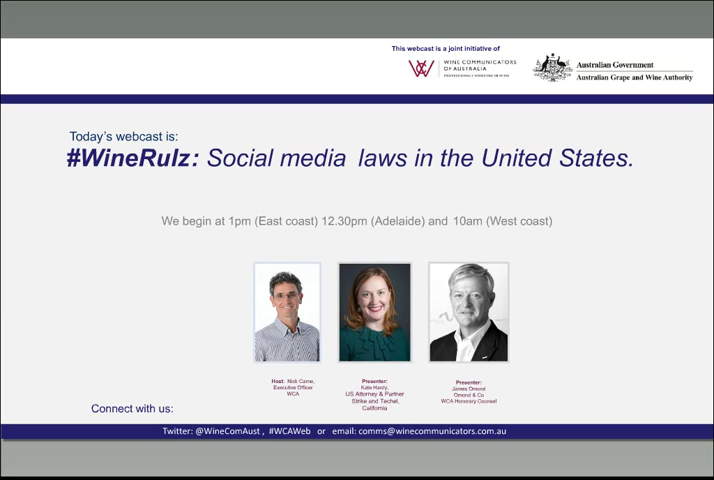 This webcast is a joint initiative of
WINE COMMUNICATORS
OF AUSTRALIA
Australian Government
Australian Grape and Wine Authority
Today's webcast is:
#WineRulz: Social media laws in the United States.
We begin at 1pm (East coast) 12.30pm (Adelaide) and 10am (West coast)
Host: Nick Carne,
Executive Officer
WCA
Presenter:
Kate Hardy,
US Attorney & Partner
Strike and Techel,
California
Presenter:
James Omond
Omond & Co.
WCA Honorary Counsel
Connect with us:
Twitter: @WineComAust , #WCAWeb or email: comms@winecommunicators.com.au